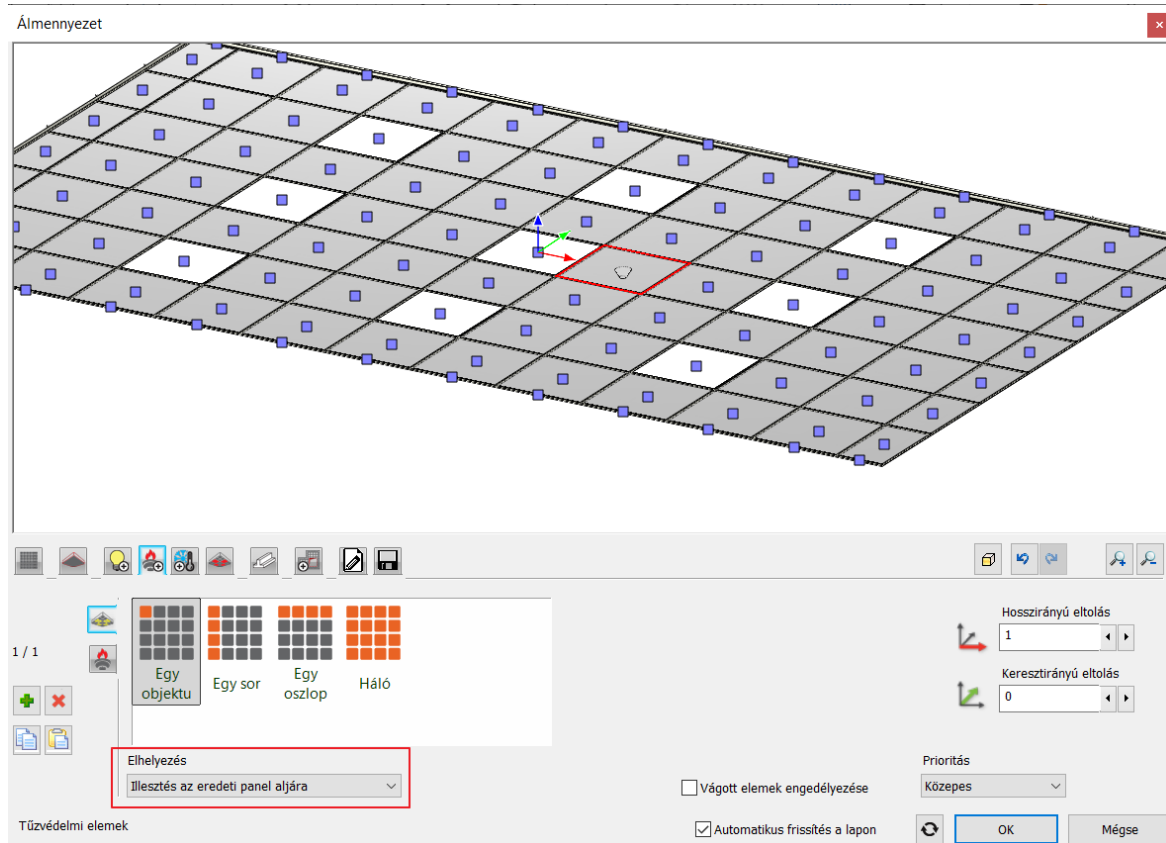 Álmennyezet
Hosszirányú eltolás
1
1 / 1
Egy
objektu
Egy sor
Egy
oszlop
Háló
Keresztirányú eltolás
0
Elhelyezés
Illesztés az eredeti panel aljára
Vágott elemek engedélyezése
Prioritás
Közepes
Tűzvédelmi elemek
Automatikus frissítés a lapon
OK
Mégse